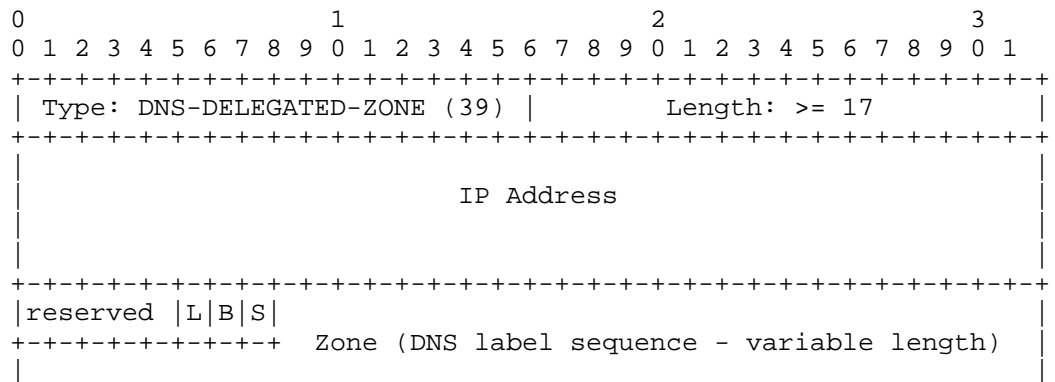 0                   1                   2                   3
0 1 2 3 4 5 6 7 8 9 0 1 2 3 4 5 6 7 8 9 0 1 2 3 4 5 6 7 8 9 0 1
+-+-+-+-+-+-+-+-+-+-+-+-+-+-+-+-+-+-+-+-+-+-+-+-+-+-+-+-+-+-+-+-+
| Type: DNS-DELEGATED-ZONE (39) |        Length: >= 17          |
+-+-+-+-+-+-+-+-+-+-+-+-+-+-+-+-+-+-+-+-+-+-+-+-+-+-+-+-+-+-+-+-+
|                                                               |
|                           IP Address                          |
|                                                               |
|                                                               |
+-+-+-+-+-+-+-+-+-+-+-+-+-+-+-+-+-+-+-+-+-+-+-+-+-+-+-+-+-+-+-+-+
|reserved |L|B|S|                                               |
+-+-+-+-+-+-+-+-+  Zone (DNS label sequence - variable length)  |
|                                                               |